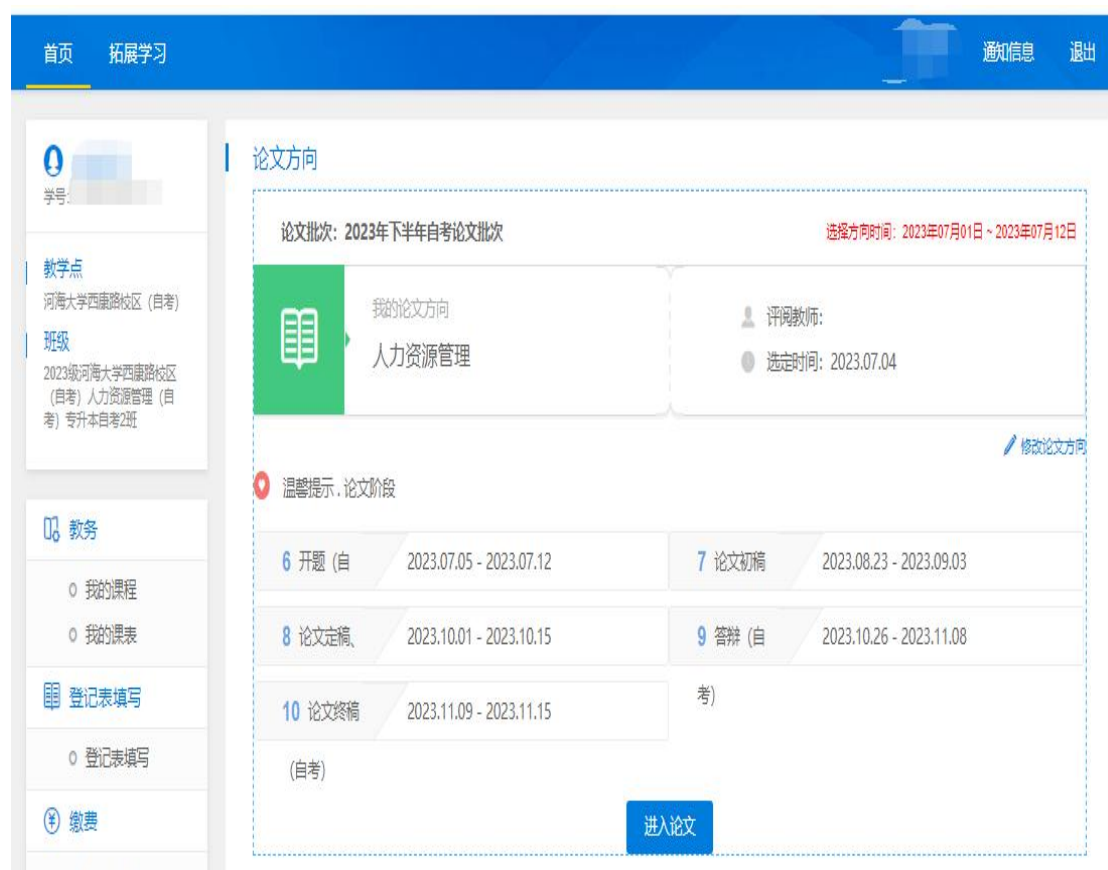 首页 拓展学习 通知信息 退出
学号:
教学点
河海大学西康路校区（自考）
班级
2023级河海大学西康路校区
（自考）人力资源管理（自
考）专升本自考2班
教务
我的课程
我的课表
登记表填写
登记表填写
缴费
论文方向
论文批次：2023年下半年自考论文批次 选择方向时间：2023年07月01日 ~ 2023年07月12日
我的论文方向
人力资源管理
评阅教师：
选定时间：2023.07.04
修改论文方向
温馨提示 . 论文阶段
6 开题（自 2023.07.05 - 2023.07.12 7 论文初稿 2023.08.23 - 2023.09.03
8 论文定稿、 2023.10.01 - 2023.10.15 9 答辩（自 2023.10.26 - 2023.11.08
10 论文终稿 2023.11.09 - 2023.11.15 考）
（自考）
进入论文